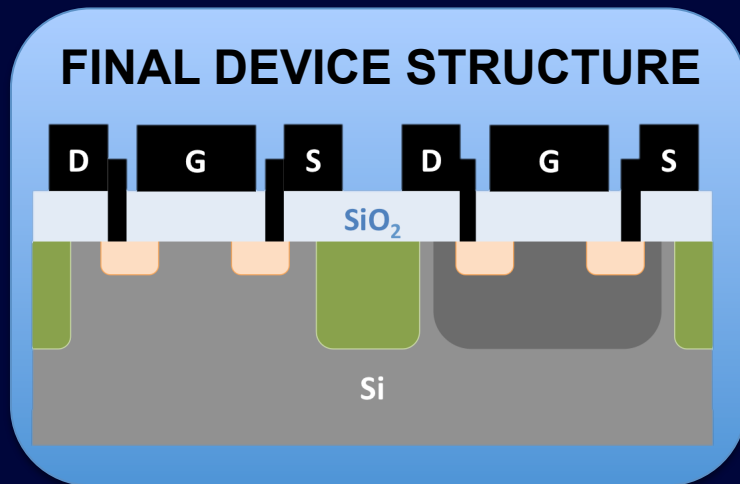 FINAL DEVICE STRUCTURE
D G S D G S
SiO₂
Si